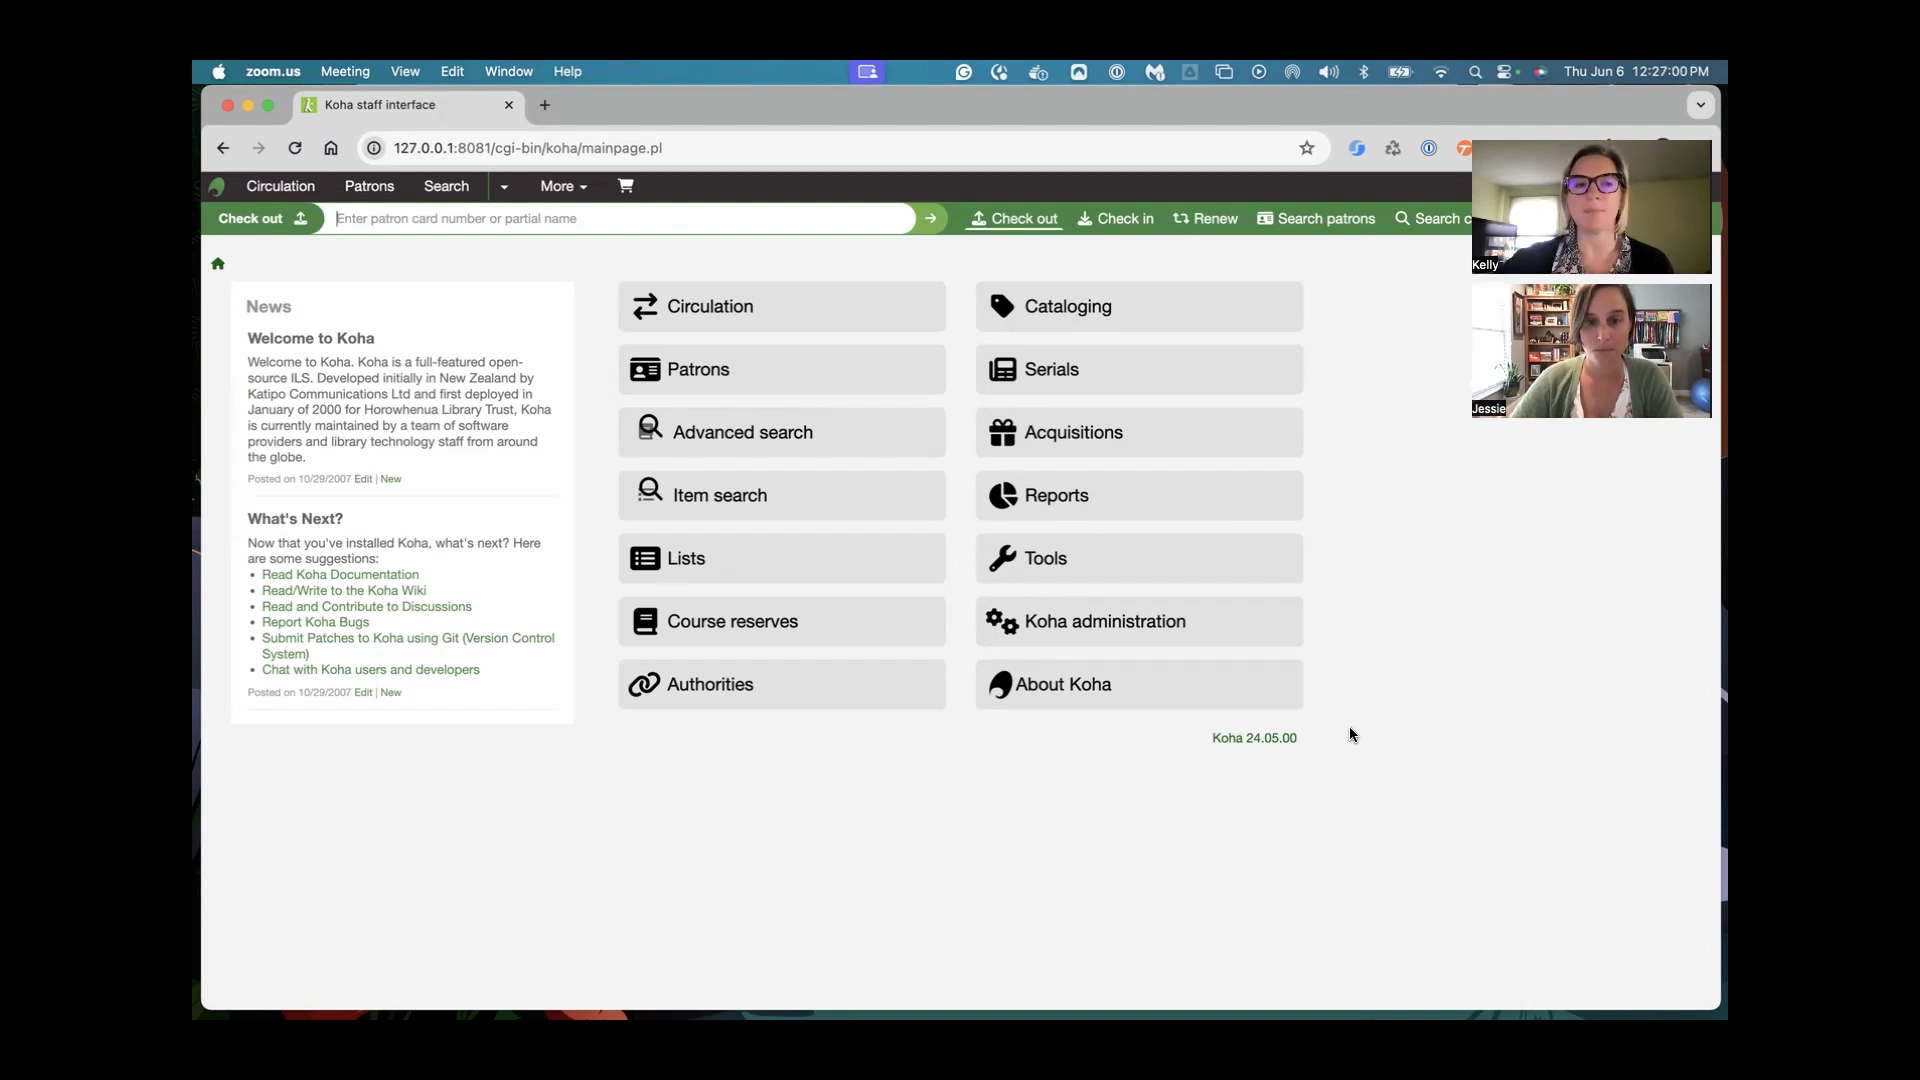 zoom.us Meeting View Edit Window Help Thu Jun 6 12:27:00 PM
Koha staff interface
127.0.0.1:8081/cgi-bin/koha/mainpage.pl
Circulation Patrons Search More
Check out Enter patron card number or partial name Check out Check in Renew Search patrons Search
Kelly
Jessie
News
Welcome to Koha
Welcome to Koha. Koha is a full-featured open-
source ILS. Developed initially in New Zealand by
Katipo Communications Ltd and first deployed in
January of 2000 for Horowhenua Library Trust, Koha
is currently maintained by a team of software
providers and library technology staff from around
the globe.
Posted on 10/29/2007 Edit | New
What's Next?
Now that you've installed Koha, what's next? Here
are some suggestions:
• Read Koha Documentation
• Read/Write to the Koha Wiki
• Read and Contribute to Discussions
• Report Koha Bugs
• Submit Patches to Koha using Git (Version Control
System)
• Chat with Koha users and developers
Posted on 10/29/2007 Edit | New
Circulation
Patrons
Advanced search
Item search
Lists
Course reserves
Authorities
Cataloging
Serials
Acquisitions
Reports
Tools
Koha administration
About Koha
Koha 24.05.00